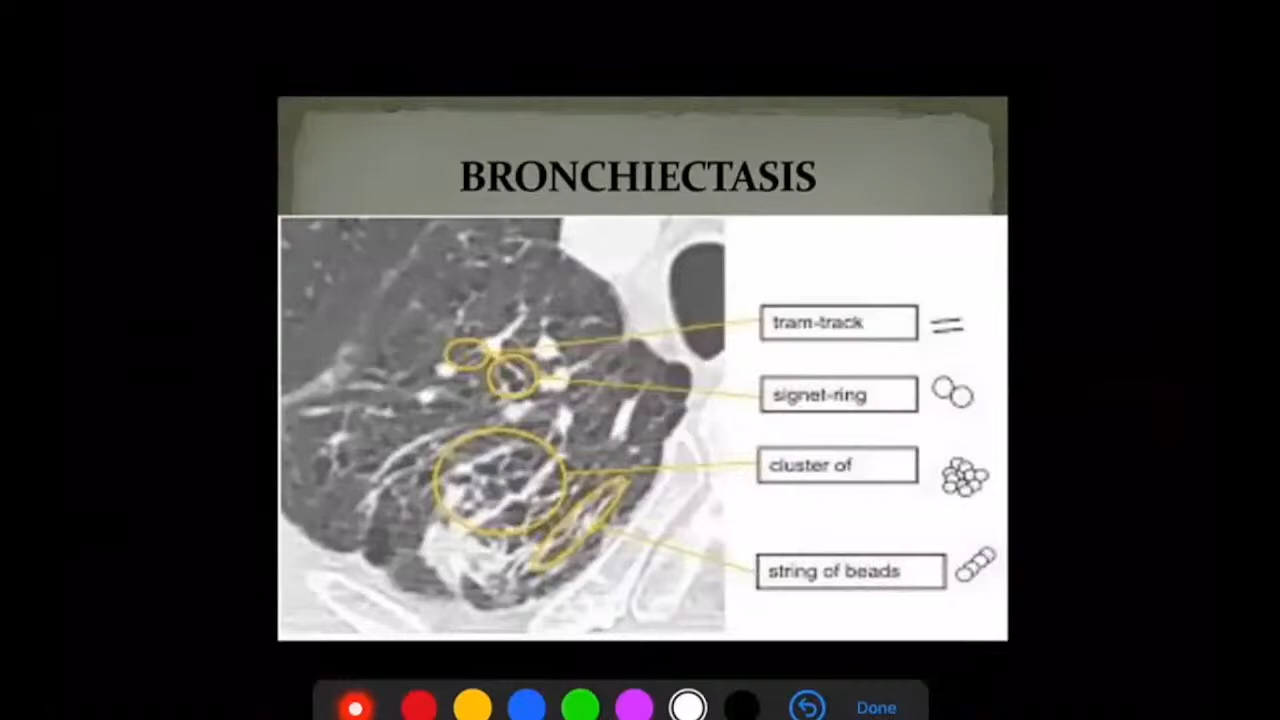 BRONCHIECTASIS
tram-track
signet-ring
cluster of
string of beads
Done